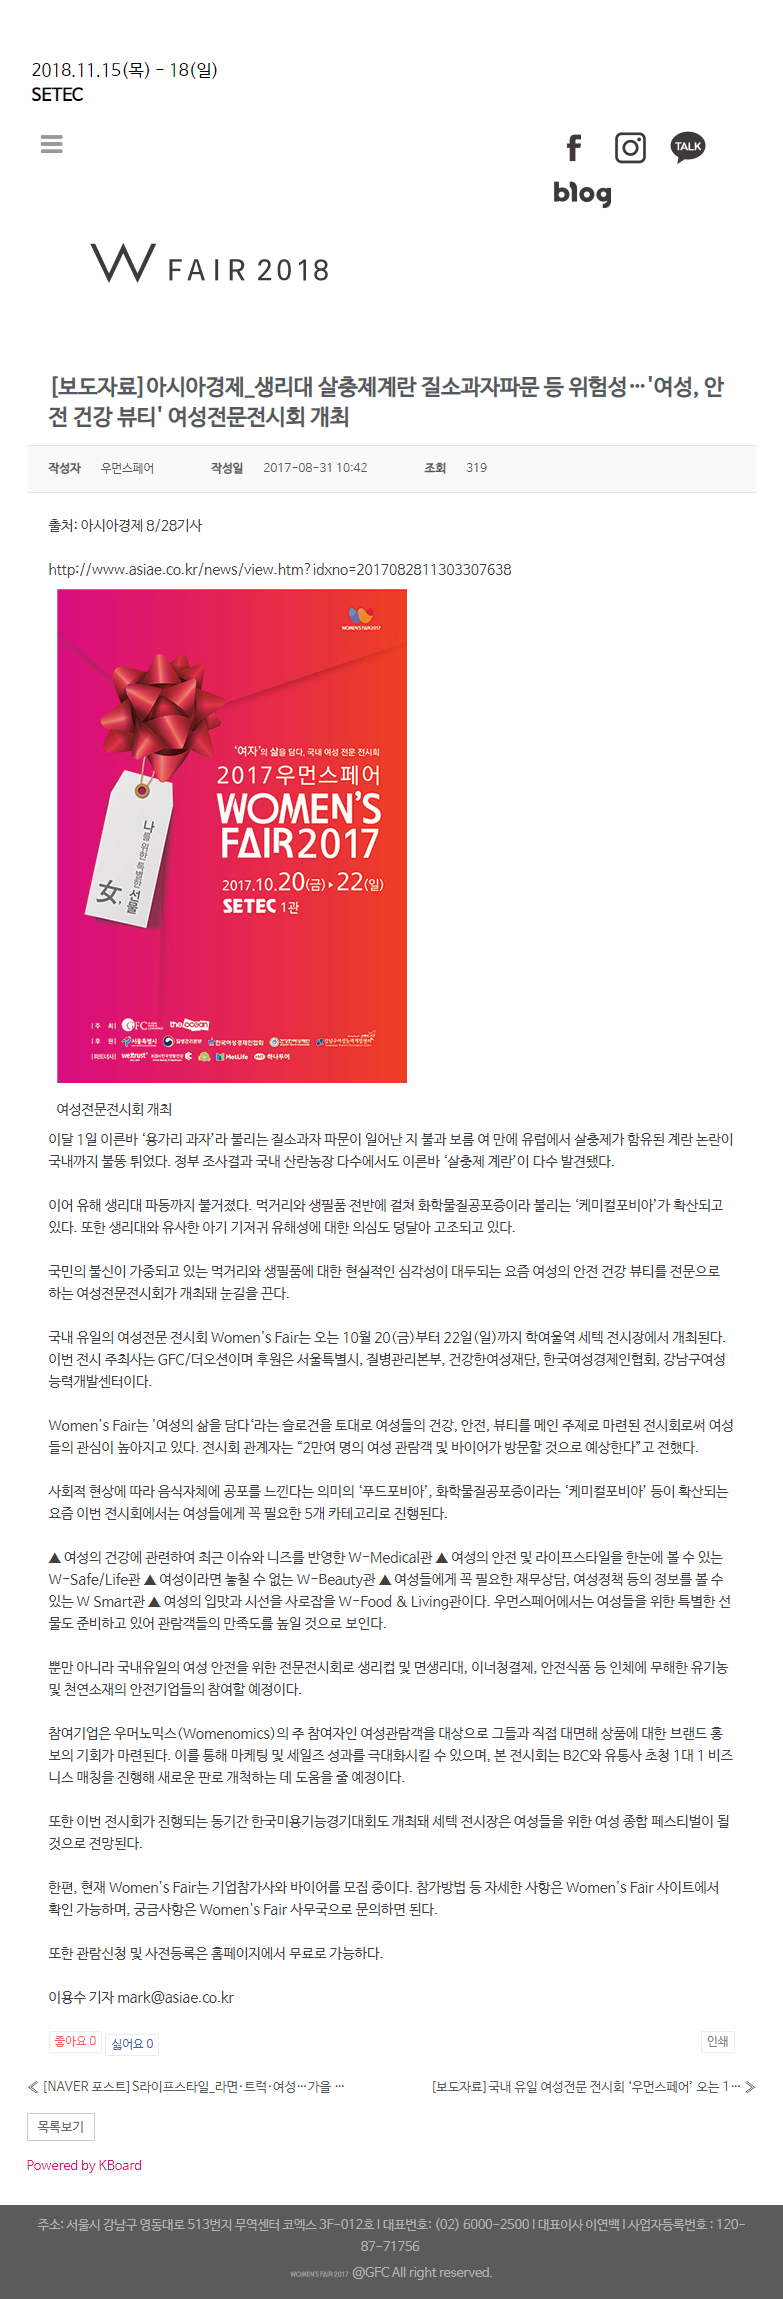 2018.11.15(목) - 18(일)
SETEC
f
TALK
blog
W FAIR 2018
[보도자료]아시아경제_생리대 살충제계란 질소과자파문 등 위험성…'여성, 안
전 건강 뷰티' 여성전문전시회 개최
작성자 우먼스페어 작성일 2017-08-31 10:42 조회 319
출처: 아시아경제 8/28기사
http://www.asiae.co.kr/news/view.htm?idxno=2017082811303307638
WOMEN'S FAIR 2017
'여자'의 삶을 담다, 국내 여성 전문 전시회
2017우먼스페어
WOMEN'S
FAIR2017
나를 위한 특별한 선물
女,
2017.10.20(금)▸22(일)
SETEC 1관
[주 최] GFC the ocean
[후 원] 서울특별시 질병관리본부 한국여성경제인협회 건강한여성재단 강남구여성능력개발센터
[파트너사] MetLife 하나투어
여성전문전시회 개최
이달 1일 이른바 ‘용가리 과자’라 불리는 질소과자 파문이 일어난 지 불과 보름 여 만에 유럽에서 살충제가 함유된 계란 논란이
국내까지 불똥 튀었다. 정부 조사결과 국내 산란농장 다수에서도 이른바 ‘살충제 계란’이 다수 발견됐다.
이어 유해 생리대 파동까지 불거졌다. 먹거리와 생필품 전반에 걸쳐 화학물질공포증이라 불리는 ‘케미컬포비아’가 확산되고
있다. 또한 생리대와 유사한 아기 기저귀 유해성에 대한 의심도 덩달아 고조되고 있다.
국민의 불신이 가중되고 있는 먹거리와 생필품에 대한 현실적인 심각성이 대두되는 요즘 여성의 안전 건강 뷰티를 전문으로
하는 여성전문전시회가 개최돼 눈길을 끈다.
국내 유일의 여성전문 전시회 Women's Fair는 오는 10월 20(금)부터 22일(일)까지 학여울역 세텍 전시장에서 개최된다.
이번 전시 주최사는 GFC/더오션이며 후원은 서울특별시, 질병관리본부, 건강한여성재단, 한국여성경제인협회, 강남구여성
능력개발센터이다.
Women's Fair는 '여성의 삶을 담다‘라는 슬로건을 토대로 여성들의 건강, 안전, 뷰티를 메인 주제로 마련된 전시회로써 여성
들의 관심이 높아지고 있다. 전시회 관계자는 “2만여 명의 여성 관람객 및 바이어가 방문할 것으로 예상한다”고 전했다.
사회적 현상에 따라 음식자체에 공포를 느낀다는 의미의 ‘푸드포비아’, 화학물질공포증이라는 ‘케미컬포비아’ 등이 확산되는
요즘 이번 전시회에서는 여성들에게 꼭 필요한 5개 카테고리로 진행된다.
▲ 여성의 건강에 관련하여 최근 이슈와 니즈를 반영한 W-Medical관 ▲ 여성의 안전 및 라이프스타일을 한눈에 볼 수 있는
W-Safe/Life관 ▲ 여성이라면 놓칠 수 없는 W-Beauty관 ▲ 여성들에게 꼭 필요한 재무상담, 여성정책 등의 정보를 볼 수
있는 W Smart관 ▲ 여성의 입맛과 시선을 사로잡을 W-Food & Living관이다. 우먼스페어에서는 여성들을 위한 특별한 선
물도 준비하고 있어 관람객들의 만족도를 높일 것으로 보인다.
뿐만 아니라 국내유일의 여성 안전을 위한 전문전시회로 생리컵 및 면생리대, 이너청결제, 안전식품 등 인체에 무해한 유기농
및 천연소재의 안전기업들의 참여할 예정이다.
참여기업은 우머노믹스(Womenomics)의 주 참여자인 여성관람객을 대상으로 그들과 직접 대면해 상품에 대한 브랜드 홍
보의 기회가 마련된다. 이를 통해 마케팅 및 세일즈 성과를 극대화시킬 수 있으며, 본 전시회는 B2C와 유통사 초청 1대 1 비즈
니스 매칭을 진행해 새로운 판로 개척하는 데 도움을 줄 예정이다.
또한 이번 전시회가 진행되는 동기간 한국미용기능경기대회도 개최돼 세텍 전시장은 여성들을 위한 여성 종합 페스티벌이 될
것으로 전망된다.
한편, 현재 Women's Fair는 기업참가사와 바이어를 모집 중이다. 참가방법 등 자세한 사항은 Women's Fair 사이트에서
확인 가능하며, 궁금사항은 Women's Fair 사무국으로 문의하면 된다.
또한 관람신청 및 사전등록은 홈페이지에서 무료로 가능하다.
이용수 기자 mark@asiae.co.kr
좋아요 0 싫어요 0 인쇄
≪ [NAVER 포스트]S라이프스타일_라면·트럭·여성…가을 … [보도자료]국내 유일 여성전문 전시회 ‘우먼스페어’ 오는 1… ≫
목록보기
Powered by KBoard
주소: 서울시 강남구 영동대로 513번지 무역센터 코엑스 3F-012호 I 대표번호: (02) 6000-2500 I 대표이사 이연백 I 사업자등록번호 : 120-
87-71756
WOMEN'S FAIR 2017 @GFC All right reserved.